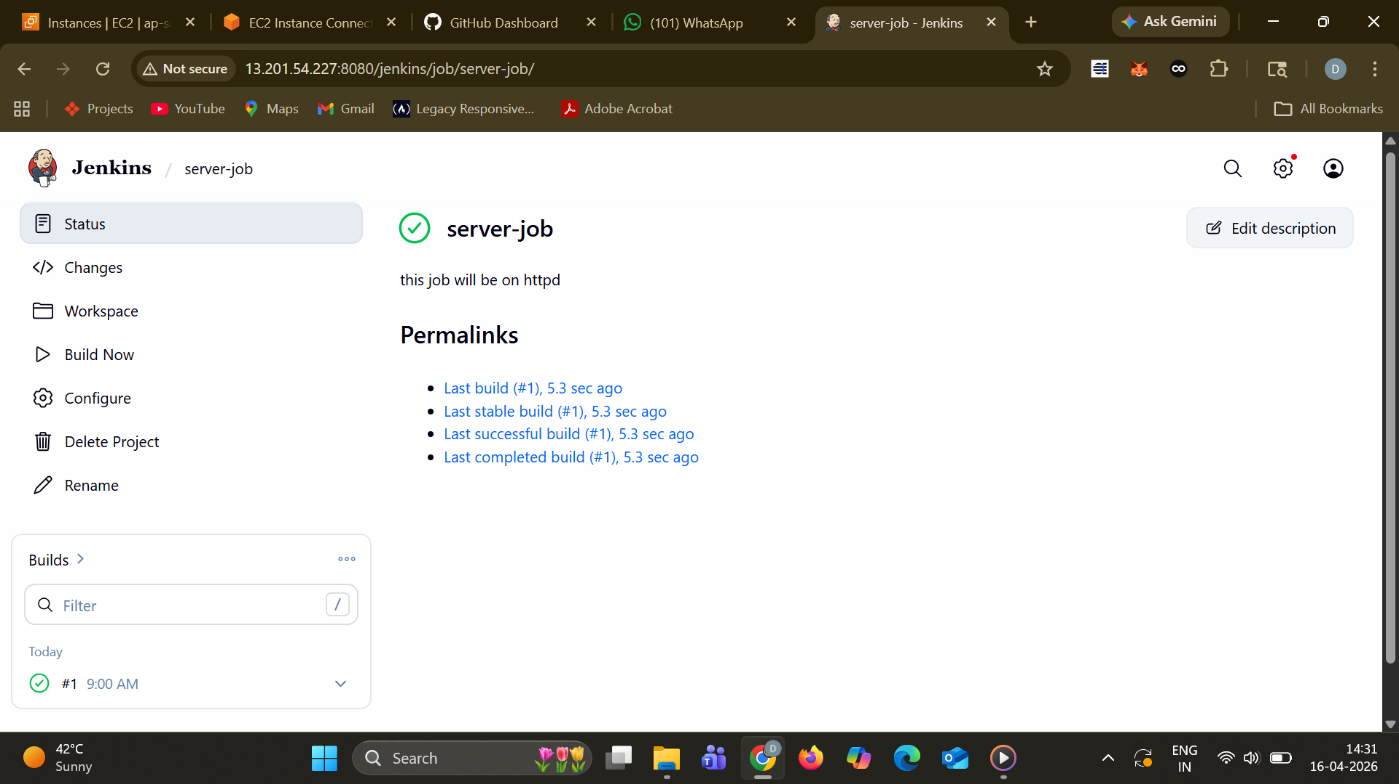 Instances | EC2 | ap-s
EC2 Instance Connect
GitHub Dashboard
(101) WhatsApp
server-job - Jenkins
Ask Gemini
Not secure
13.201.54.227:8080/jenkins/job/server-job/
D
Projects
YouTube
Maps
Gmail
Legacy Responsive...
Adobe Acrobat
All Bookmarks
Jenkins / server-job
Status
Changes
Workspace
Build Now
Configure
Delete Project
Rename
Builds
Filter
/
Today
#1 9:00 AM
server-job
Edit description
this job will be on httpd
Permalinks
Last build (#1), 5.3 sec ago
Last stable build (#1), 5.3 sec ago
Last successful build (#1), 5.3 sec ago
Last completed build (#1), 5.3 sec ago
42°C
Sunny
Search
D
ENG
IN
14:31
16-04-2026